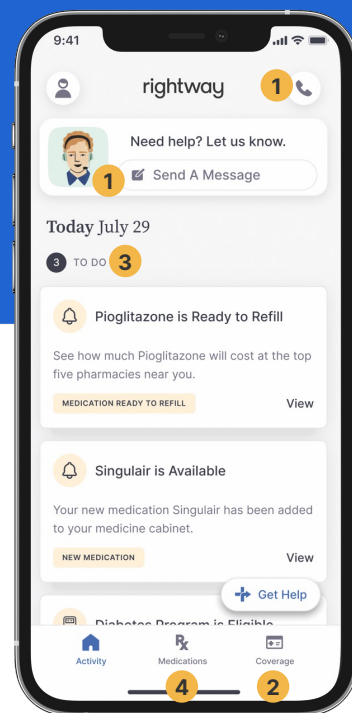 9:41
rightway
1
Need help? Let us know.
1
Send A Message
Today July 29
3 TO DO 3
Pioglitazone is Ready to Refill
See how much Pioglitazone will cost at the top
five pharmacies near you.
MEDICATION READY TO REFILL View
Singulair is Available
Your new medication Singulair has been added
to your medicine cabinet.
NEW MEDICATION View
Get Help
Diabetes Program is Eligible
Activity Medications Coverage
4 2